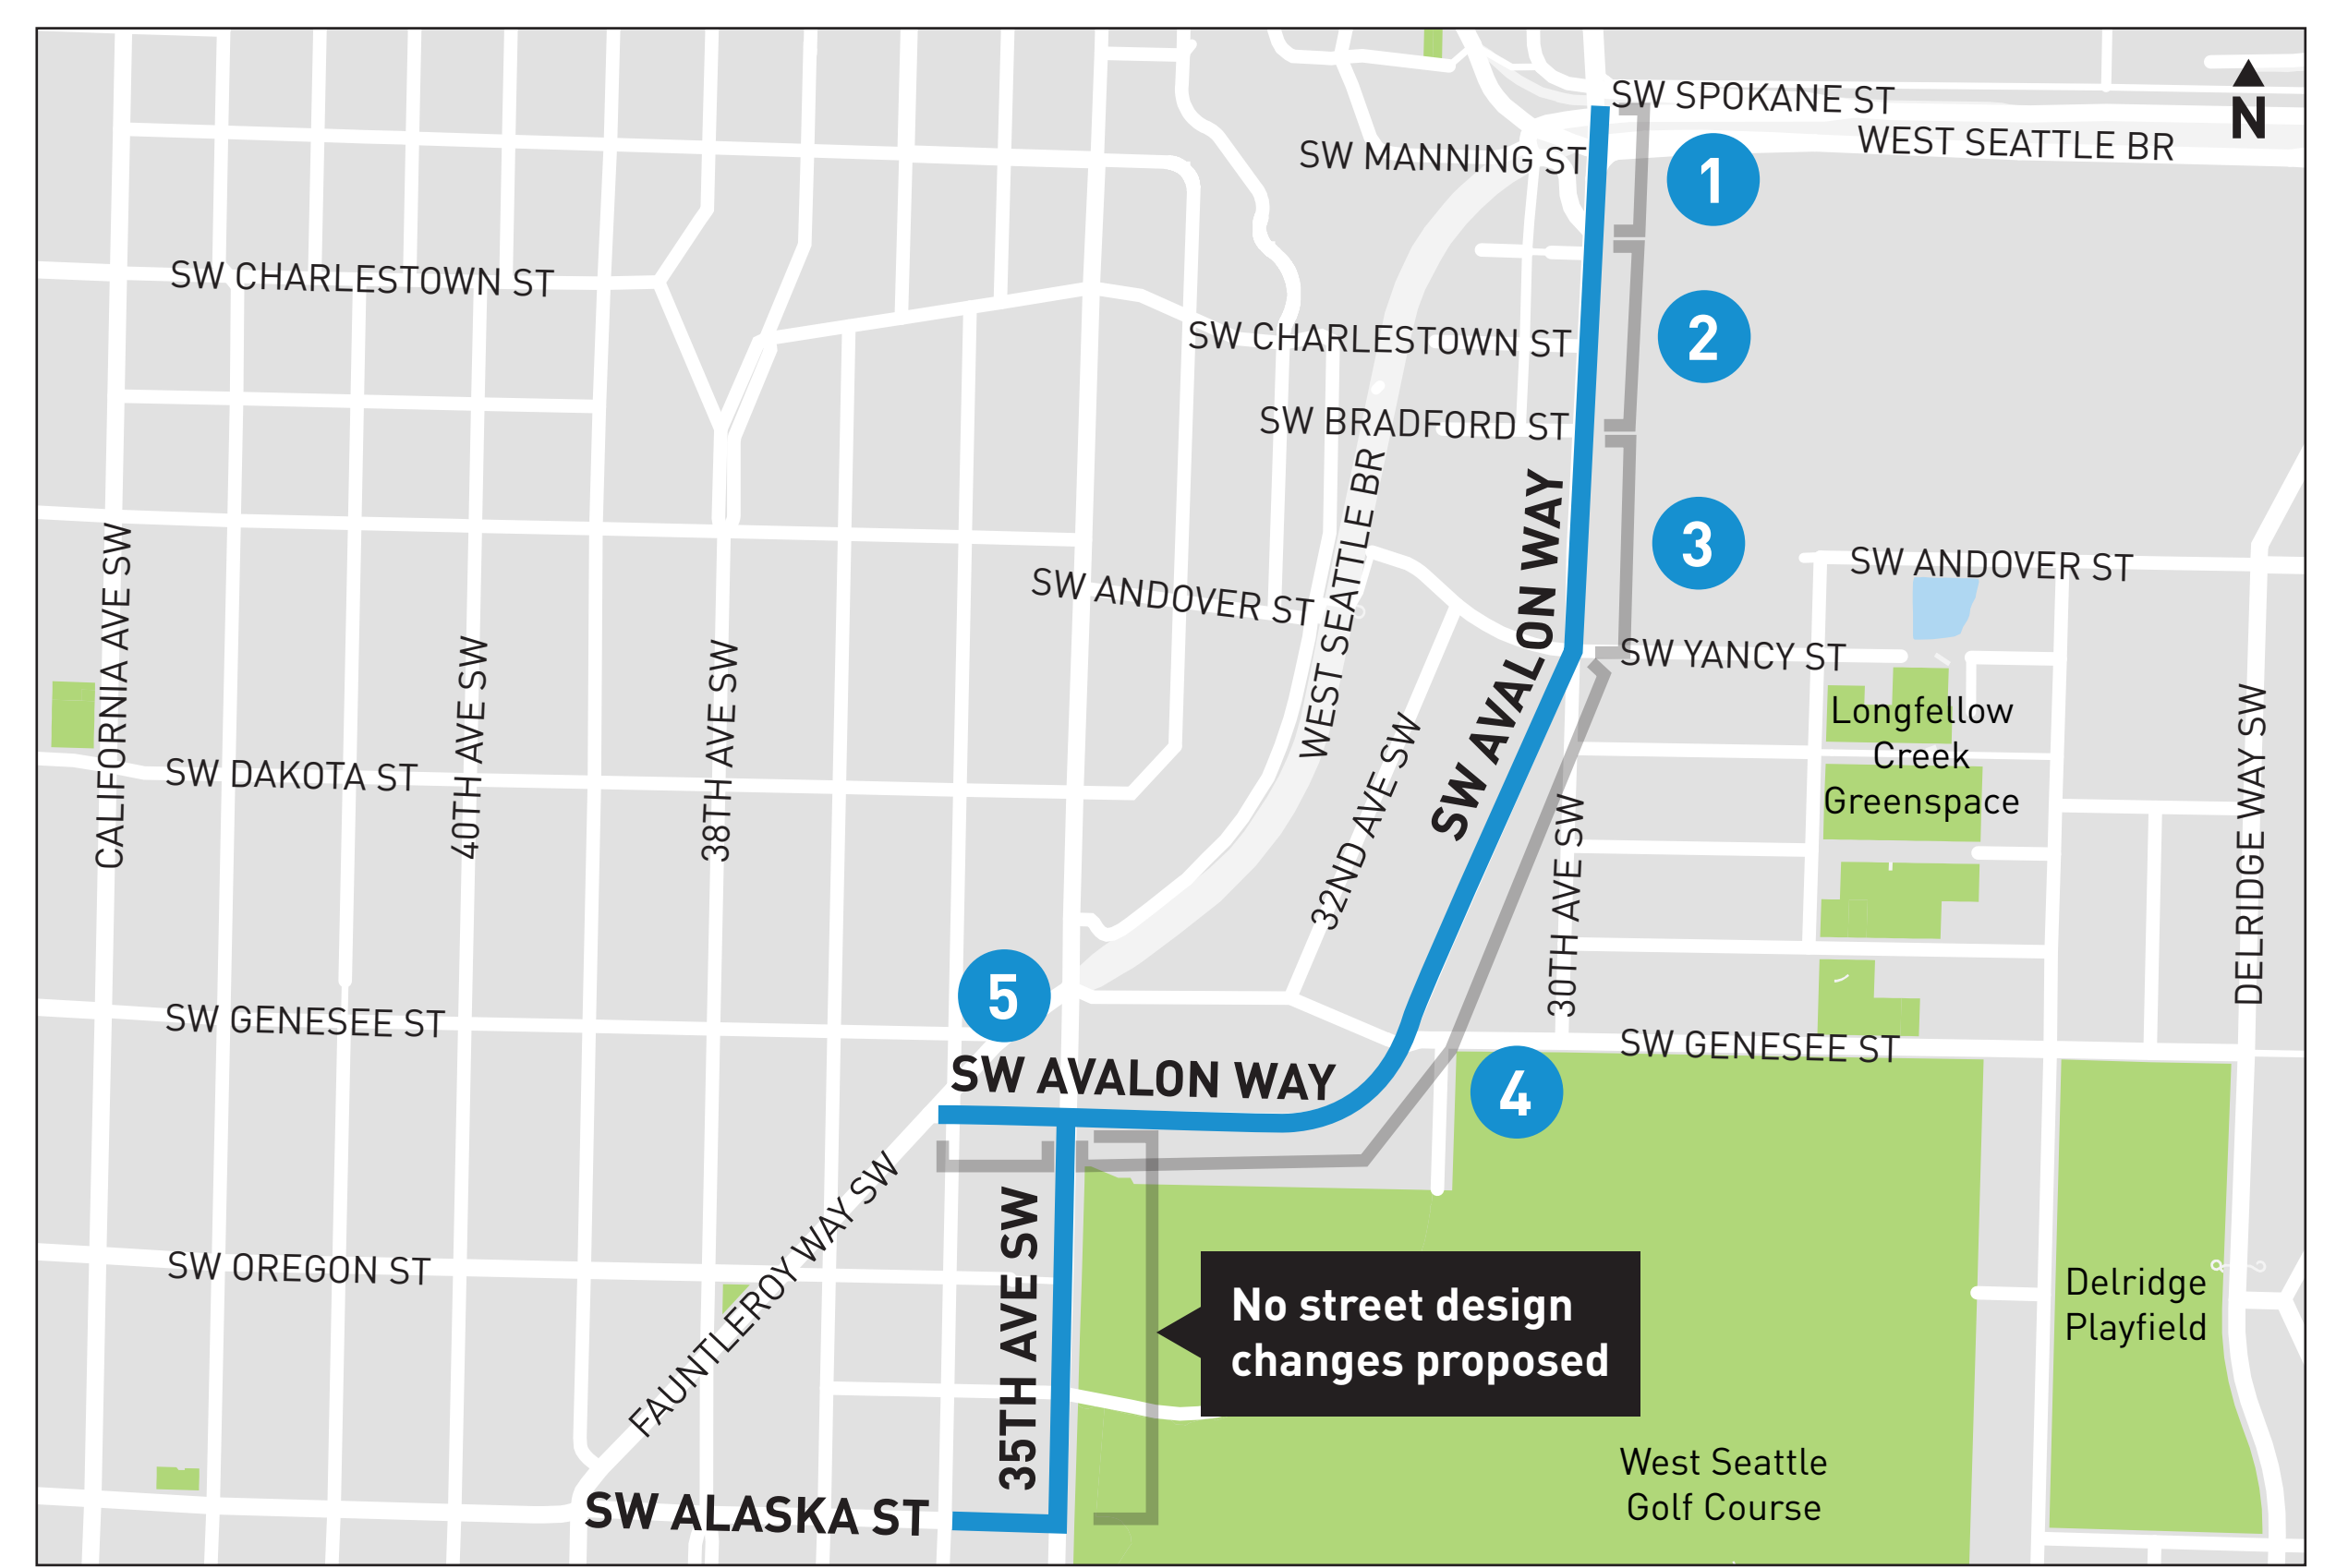 SW SPOKANE ST
N
WEST SEATTLE BR
SW MANNING ST
1
SW CHARLESTOWN ST
SW CHARLESTOWN ST
2
SW BRADFORD ST
WEST SEATTLE BR
SW AVALON WAY
3
SW ANDOVER ST
SW ANDOVER ST
CALIFORNIA AVE SW
40TH AVE SW
38TH AVE SW
SW YANCY ST
Longfellow
Creek
Greenspace
DELRIDGE WAY SW
SW DAKOTA ST
32ND AVE SW
SW AVALON WAY
30TH AVE SW
5
SW GENESEE ST
SW GENESEE ST
SW AVALON WAY
4
FAUNTLEROY WAY SW
35TH AVE SW
SW OREGON ST
No street design
changes proposed
Delridge
Playfield
West Seattle
Golf Course
SW ALASKA ST